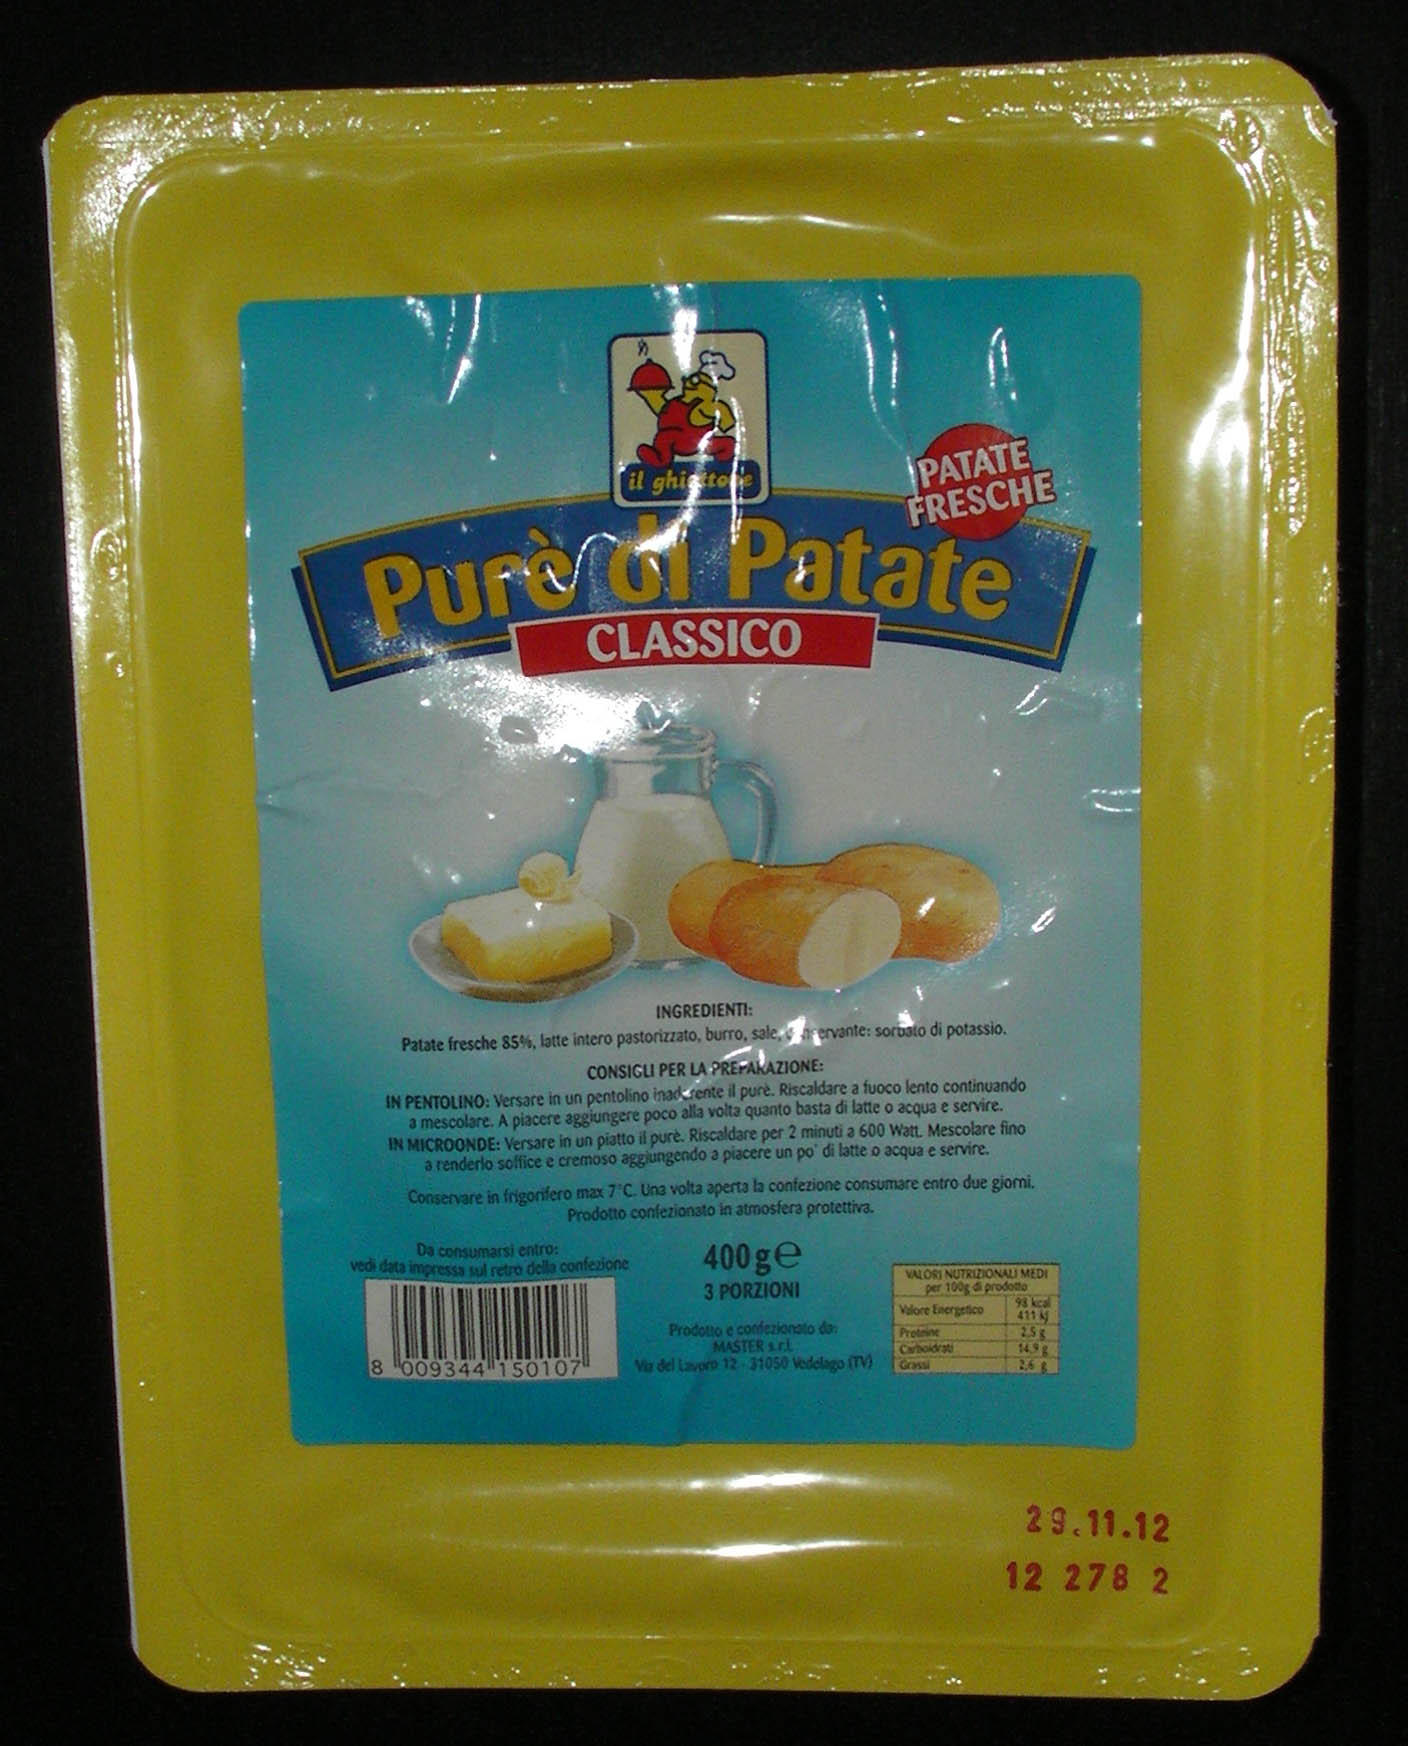 il ghiottone
PATATE
FRESCHE
Purè di Patate
CLASSICO
INGREDIENTI:
Patate fresche 85%, latte intero pastorizzato, burro, sale, conservante: sorbato di potassio.
CONSIGLI PER LA PREPARAZIONE:
IN PENTOLINO: Versare in un pentolino inaderente il purè. Riscaldare a fuoco lento continuando
a mescolare. A piacere aggiungere poco alla volta quanto basta di latte o acqua e servire.
IN MICROONDE: Versare in un piatto il purè. Riscaldare per 2 minuti a 600 Watt. Mescolare fino
a renderlo soffice e cremoso aggiungendo a piacere un po' di latte o acqua e servire.
Conservare in frigorifero max 7°C. Una volta aperta la confezione consumare entro due giorni.
Prodotto confezionato in atmosfera protettiva.
Da consumarsi entro:
vedi data impressa sul retro della confezione
8 009344 150107
400 g e
3 PORZIONI
Prodotto e confezionato da:
MASTER s.r.l.
Via del Lavoro 12 - 31050 Vedelago (TV)
VALORI NUTRIZIONALI MEDI
per 100g di prodotto
Valore Energetico 98 kcal
411 kj
Proteine 2,5 g
Carboidrati 14,9 g
Grassi 2,6 g
29.11.12
12 278 2